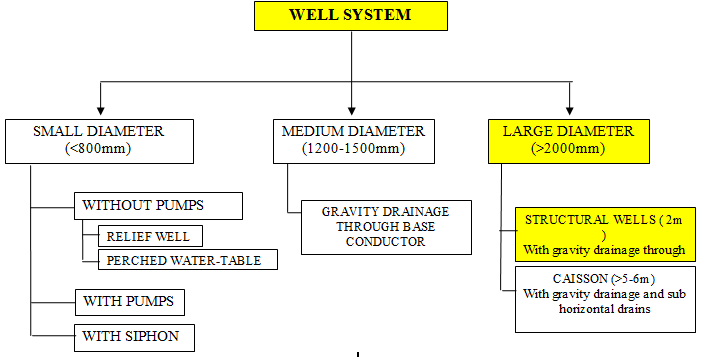 WELL SYSTEM
SMALL DIAMETER
(<800mm)
WITHOUT PUMPS
RELIEF WELL
PERCHED WATER-TABLE
WITH PUMPS
WITH SIPHON
MEDIUM DIAMETER
(1200-1500mm)
GRAVITY DRAINAGE
THROUGH BASE
CONDUCTOR
LARGE DIAMETER
(>2000mm)
STRUCTURAL WELLS ( 2m
)
With gravity drainage through
CAISSON (>5-6m)
With gravity drainage and sub
horizontal drains